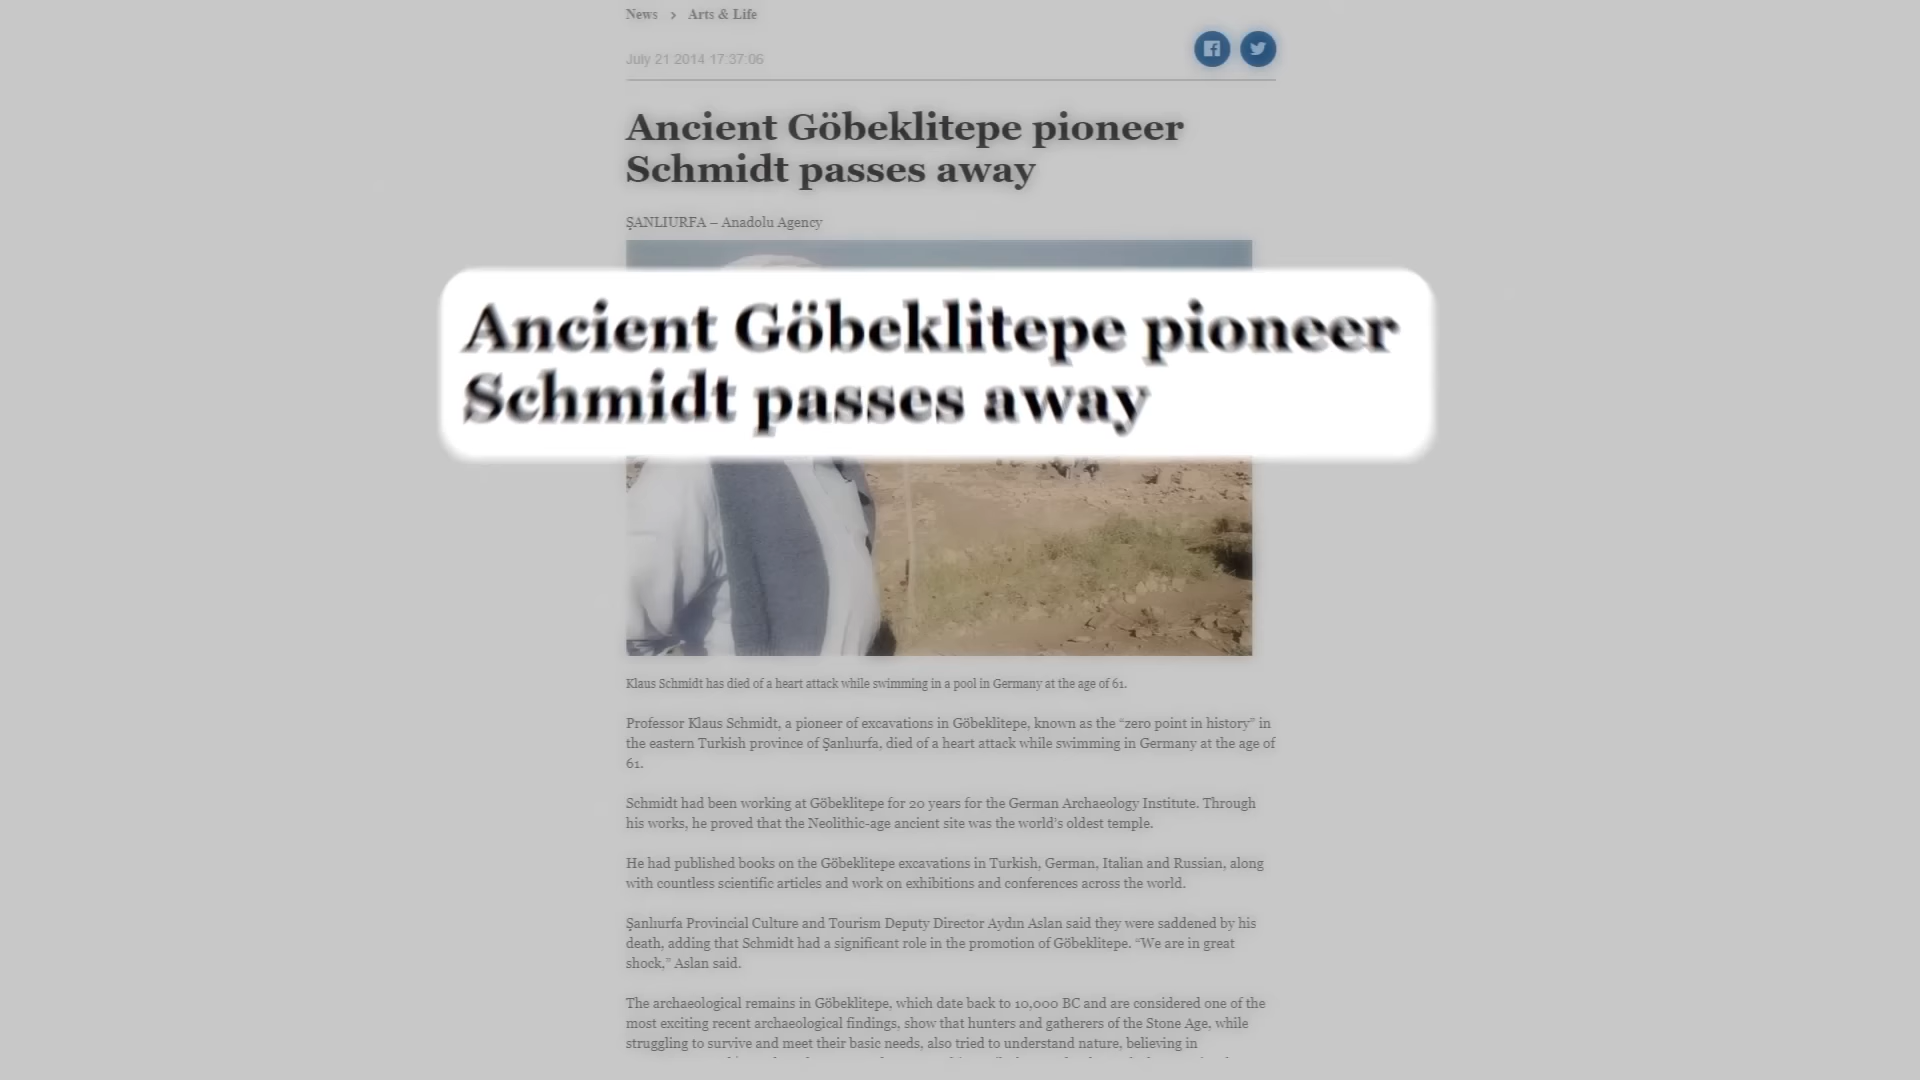 News > Arts & Life
July 21 2014 17:37:06
Ancient Göbeklitepe pioneer
Schmidt passes away
ŞANLIURFA – Anadolu Agency
Ancient Göbeklitepe pioneer
Schmidt passes away
Klaus Schmidt has died of a heart attack while swimming in a pool in Germany at the age of 61.
Professor Klaus Schmidt, a pioneer of excavations in Göbeklitepe, known as the “zero point in history” in
the eastern Turkish province of Şanlıurfa, died of a heart attack while swimming in Germany at the age of
61.
Schmidt had been working at Göbeklitepe for 20 years for the German Archaeology Institute. Through
his works, he proved that the Neolithic-age ancient site was the world's oldest temple.
He had published books on the Göbeklitepe excavations in Turkish, German, Italian and Russian, along
with countless scientific articles and work on exhibitions and conferences across the world.
Şanlıurfa Provincial Culture and Tourism Deputy Director Aydın Aslan said they were saddened by his
death, adding that Schmidt had a significant role in the promotion of Göbeklitepe. “We are in great
shock,” Aslan said.
The archaeological remains in Göbeklitepe, which date back to 10,000 BC and are considered one of the
most exciting recent archaeological findings, show that hunters and gatherers of the Stone Age, while
struggling to survive and meet their basic needs, also tried to understand nature, believing in